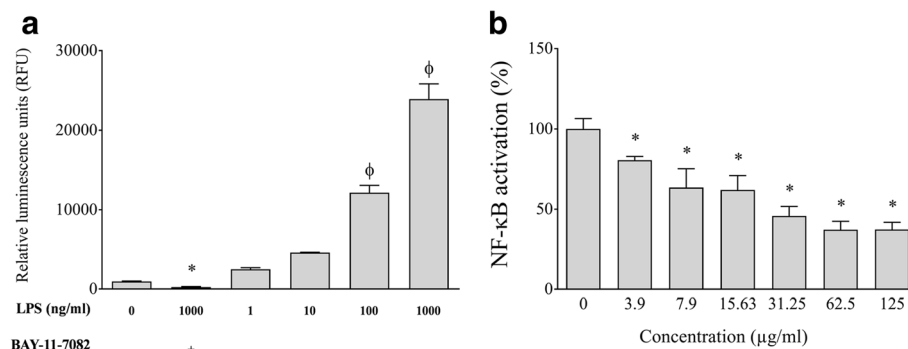 a
Relative luminescence units (RFU)
30000
20000
10000
0
*
ϕ
ϕ
LPS (ng/ml) 0 1000 1 10 100 1000
BAY-11-7082 +
b
NF-κB activation (%)
150
100
50
0
* * * * * *
0 3.9 7.9 15.63 31.25 62.5 125
Concentration (µg/ml)